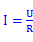 I = U/R